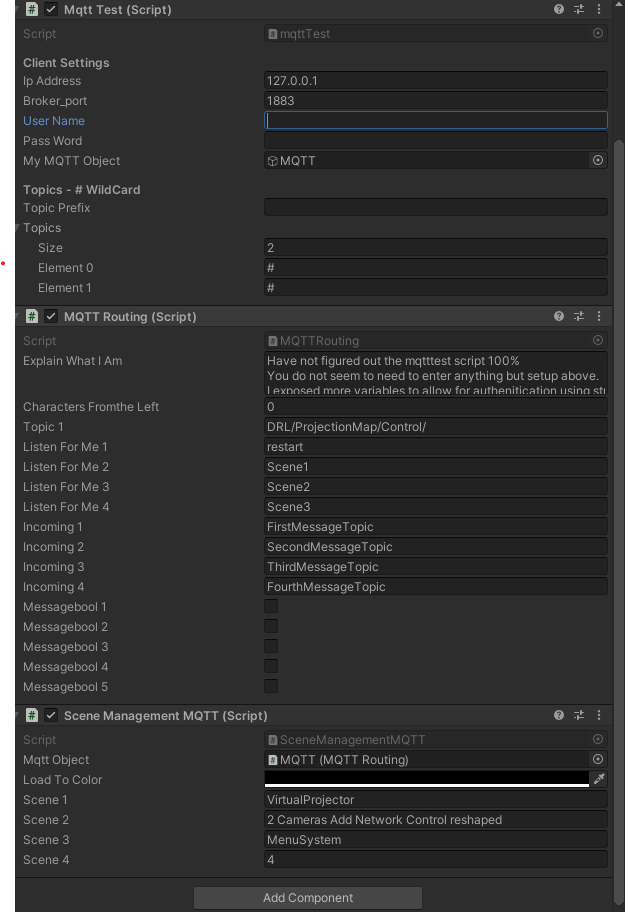 Mqtt Test (Script)
Script mqttTest
Client Settings
Ip Address 127.0.0.1
Broker_port 1883
User Name
Pass Word
My MQTT Object MQTT
Topics - # WildCard
Topic Prefix
Topics
Size 2
Element 0 #
Element 1 #
MQTT Routing (Script)
Script MQTTRouting
Explain What I Am Have not figured out the mqtttest script 100%
You do not seem to need to enter anything but setup above.
I exposed more variables to allow for authenitication using str
Characters Fromthe Left 0
Topic 1 DRL/ProjectionMap/Control/
Listen For Me 1 restart
Listen For Me 2 Scene1
Listen For Me 3 Scene2
Listen For Me 4 Scene3
Incoming 1 FirstMessageTopic
Incoming 2 SecondMessageTopic
Incoming 3 ThirdMessageTopic
Incoming 4 FourthMessageTopic
Messagebool 1
Messagebool 2
Messagebool 3
Messagebool 4
Messagebool 5
Scene Management MQTT (Script)
Script SceneManagementMQTT
Mqtt Object MQTT (MQTT Routing)
Load To Color
Scene 1 VirtualProjector
Scene 2 2 Cameras Add Network Control reshaped
Scene 3 MenuSystem
Scene 4 4
Add Component